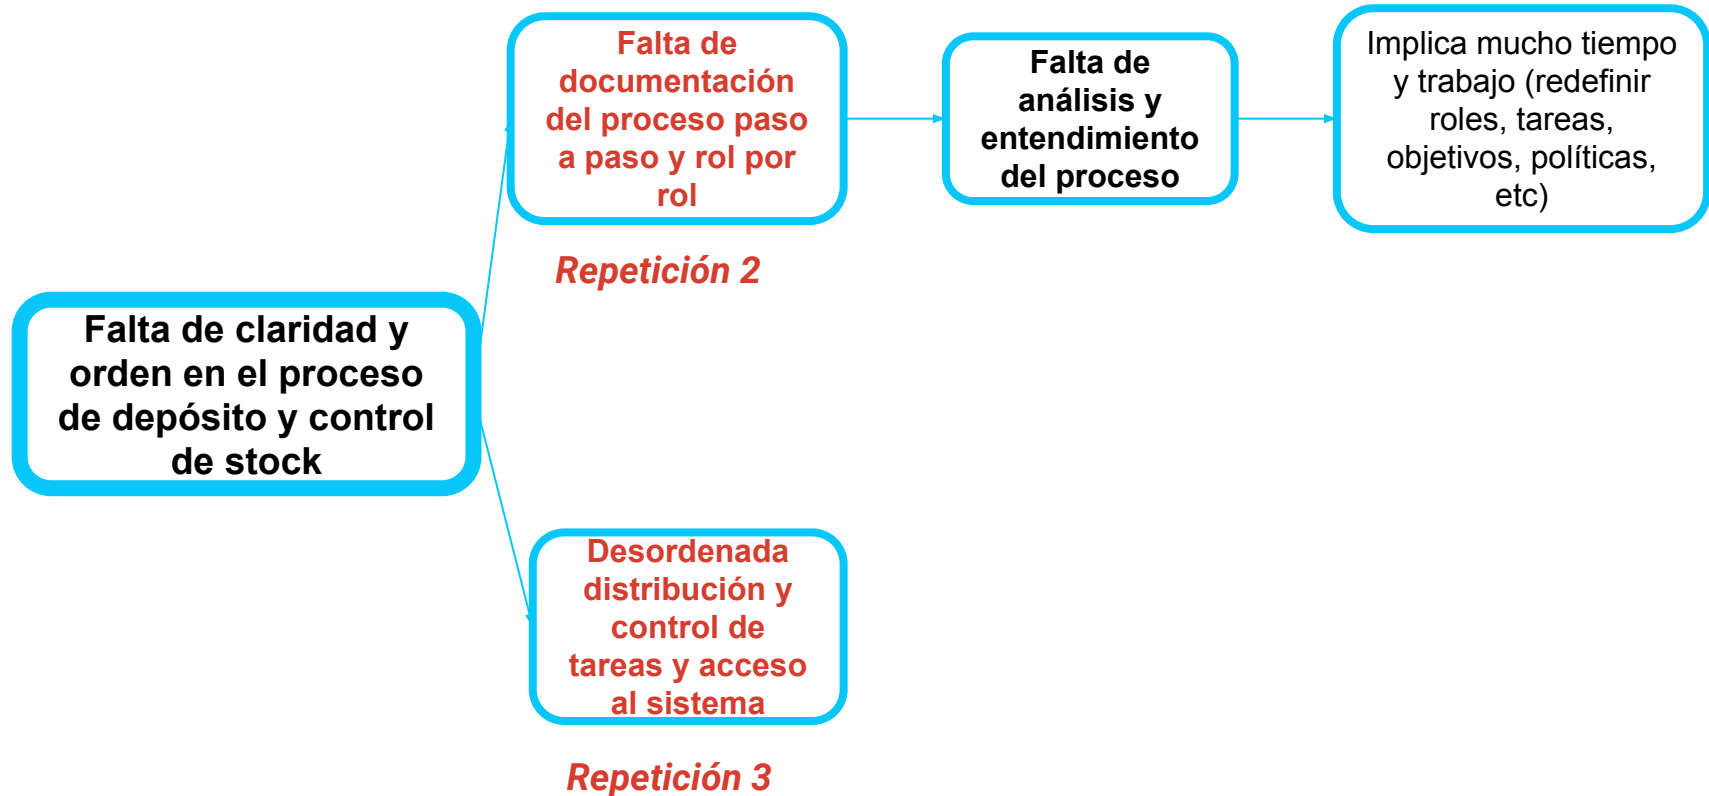 Falta de
documentación
del proceso paso
a paso y rol por
rol
Falta de
análisis y
entendimiento
del proceso
Implica mucho tiempo
y trabajo (redefinir
roles, tareas,
objetivos, políticas,
etc)
Repetición 2
Falta de claridad y
orden en el proceso
de depósito y control
de stock
Desordenada
distribución y
control de
tareas y acceso
al sistema
Repetición 3